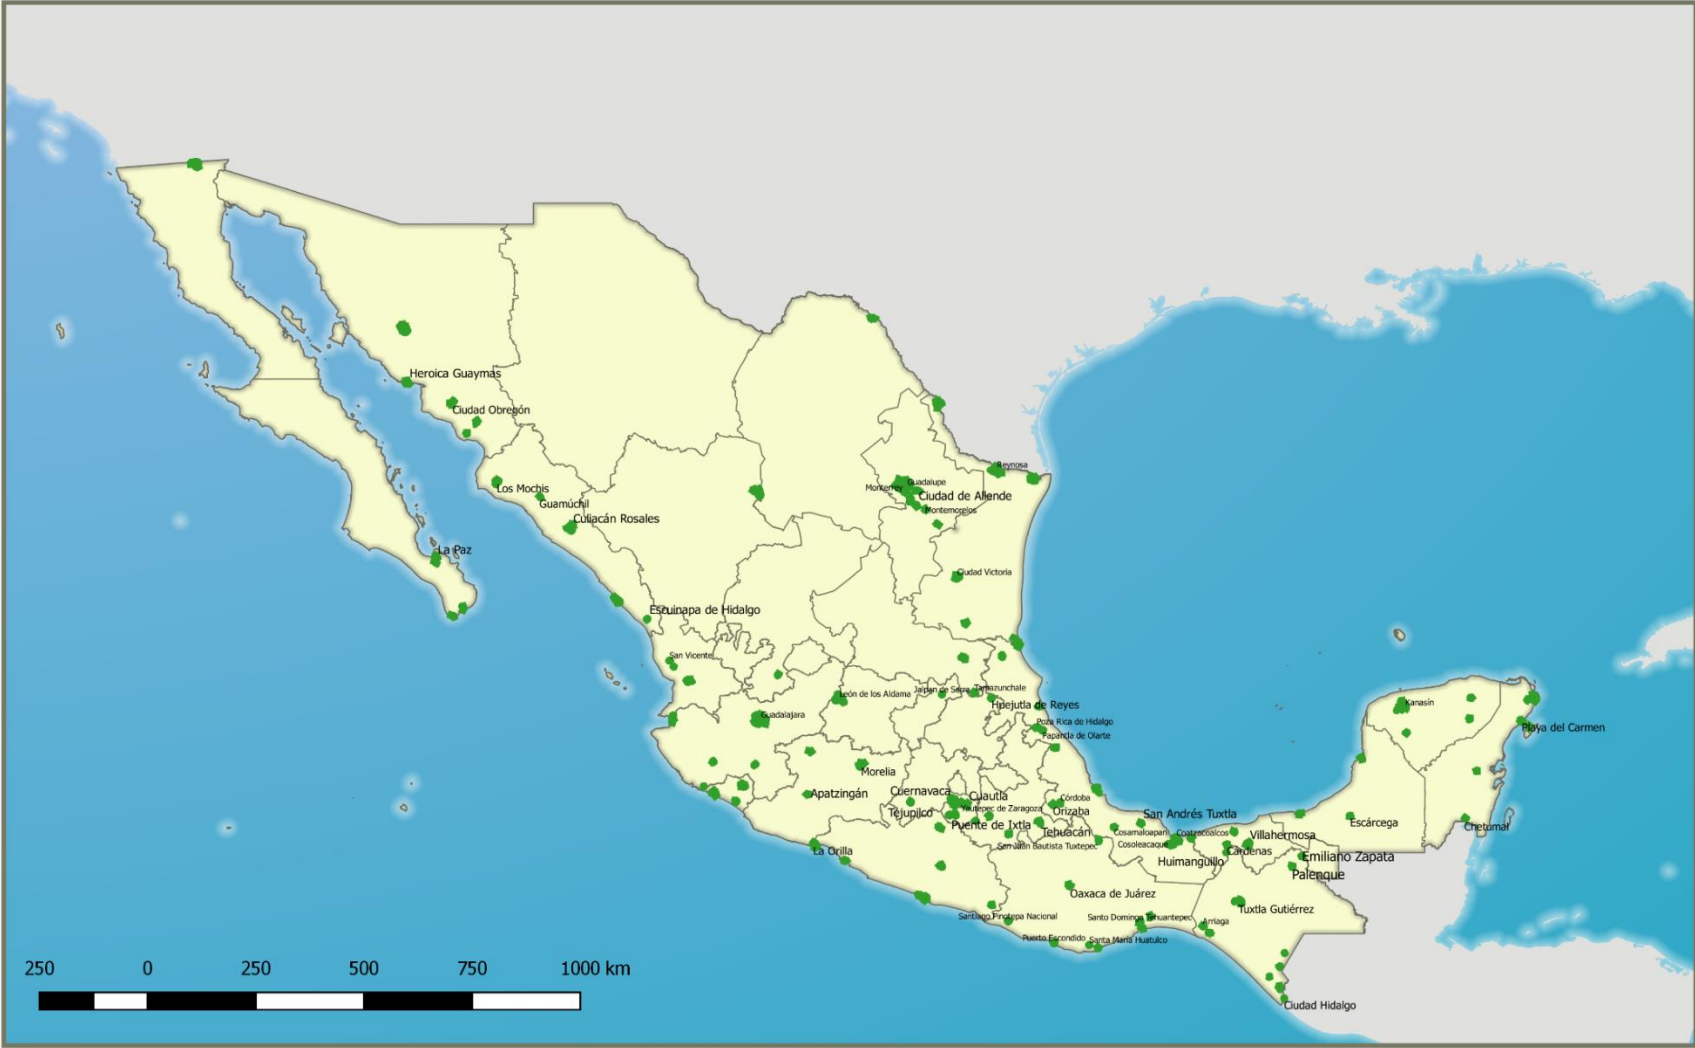 Heroica Guaymas
Ciudad Obregón
Reynosa
Guadalupe
Monterrey
Los Mochis
Ciudad de Allende
Guamúchil
Montemorelos
Culiacán Rosales
La Paz
Ciudad Victoria
Escuinapa de Hidalgo
San Vicente
León de los Aldama
Jalpan de Serra
Tamazunchale
Huejutla de Reyes
Kanasín
Guadalajara
Poza Rica de Hidalgo
Papantla de Olarte
Playa del Carmen
Morelia
Apatzingán
Cuernavaca
Cuautla
Córdoba
Yautepec de Zaragoza
Orizaba
Tejupilco
San Andrés Tuxtla
Puente de Ixtla
Tehuacán
Cosamaloapan
Coatzacoalcos
Villahermosa
Escárcega
Chetumal
San Juan Bautista Tuxtepec
Cosoleacaque
La Orilla
Cárdenas
Huimanguillo
Emiliano Zapata
Palenque
Oaxaca de Juárez
Tuxtla Gutiérrez
Santiago Pinotepa Nacional
Santo Domingo Tehuantepec
Arriaga
Puerto Escondido
Santa María Huatulco
250 0 250 500 750 1000 km
Ciudad Hidalgo